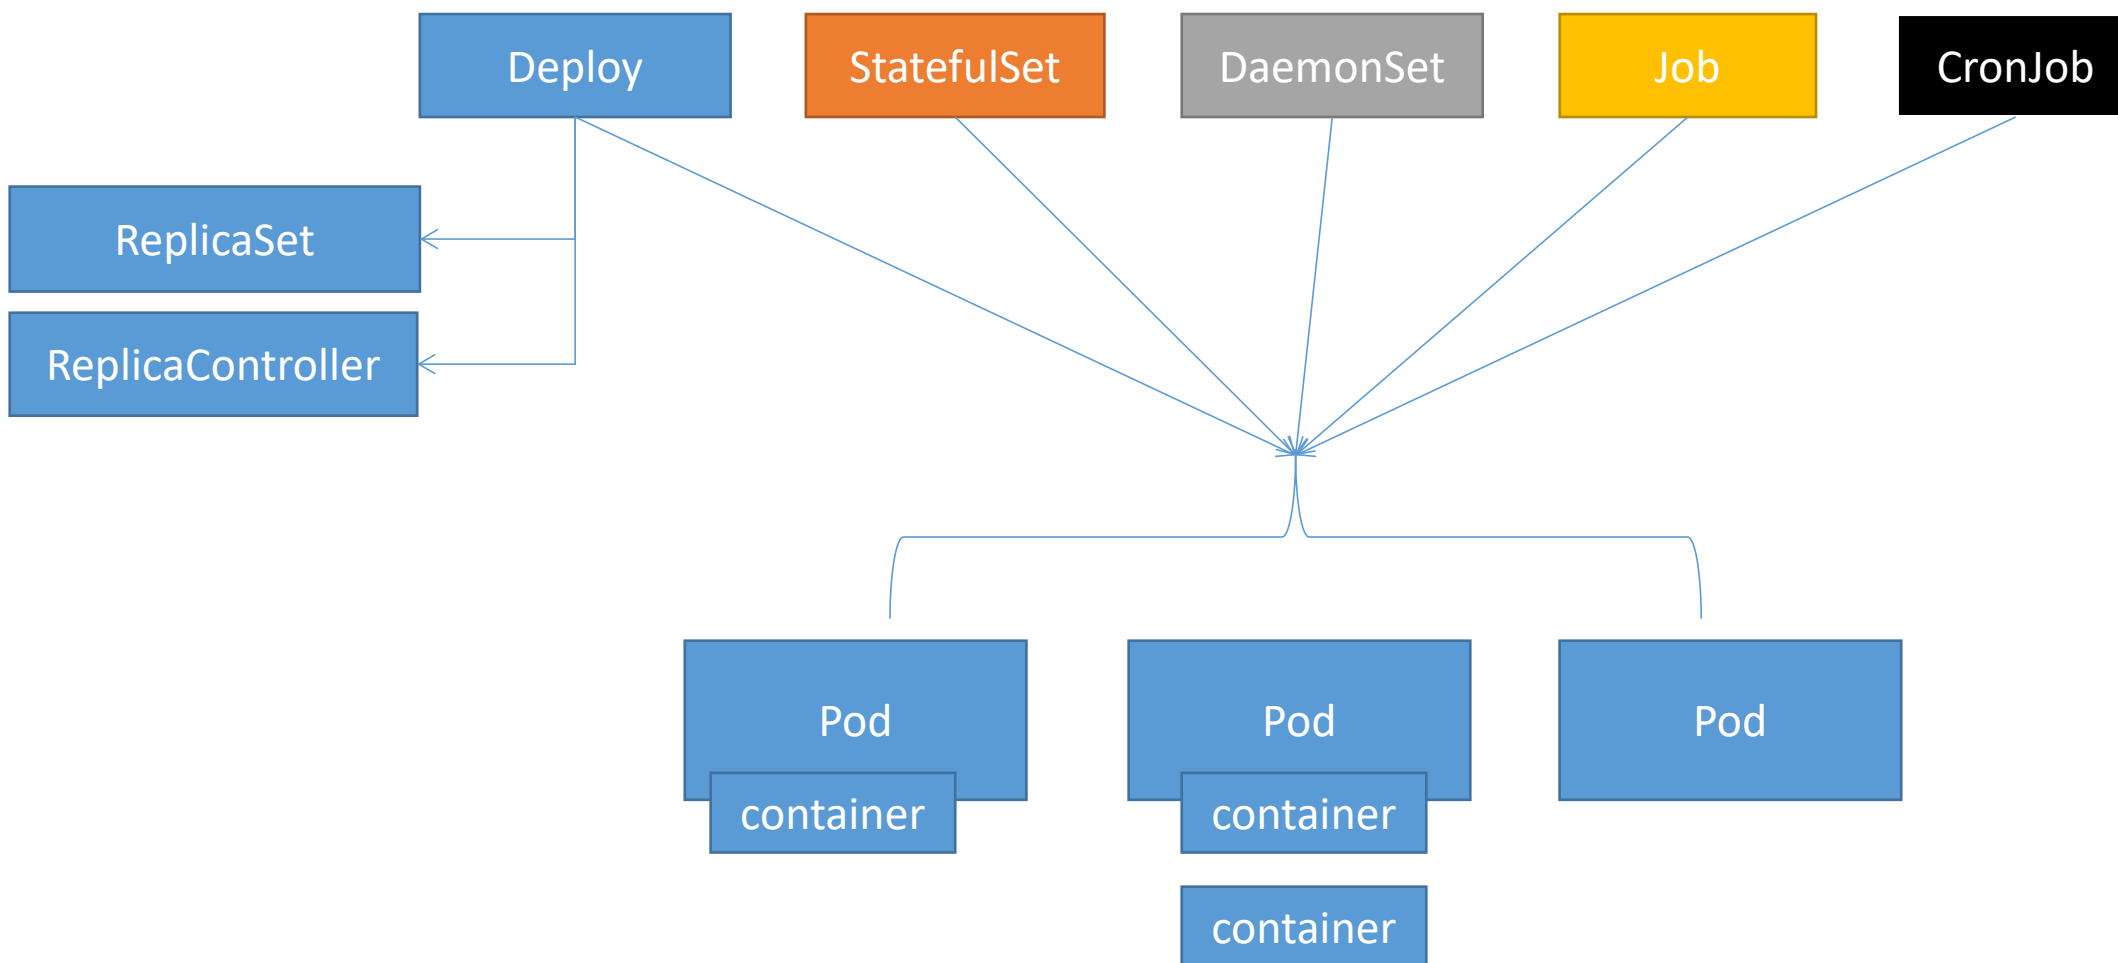 Deploy
StatefulSet
DaemonSet
Job
CronJob
ReplicaSet
ReplicaController
Pod
Pod
Pod
container
container
container